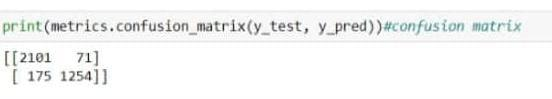 print(metrics.confusion_matrix(y_test, y_pred))#confusion matrix
[[2101   71]
 [ 175 1254]]